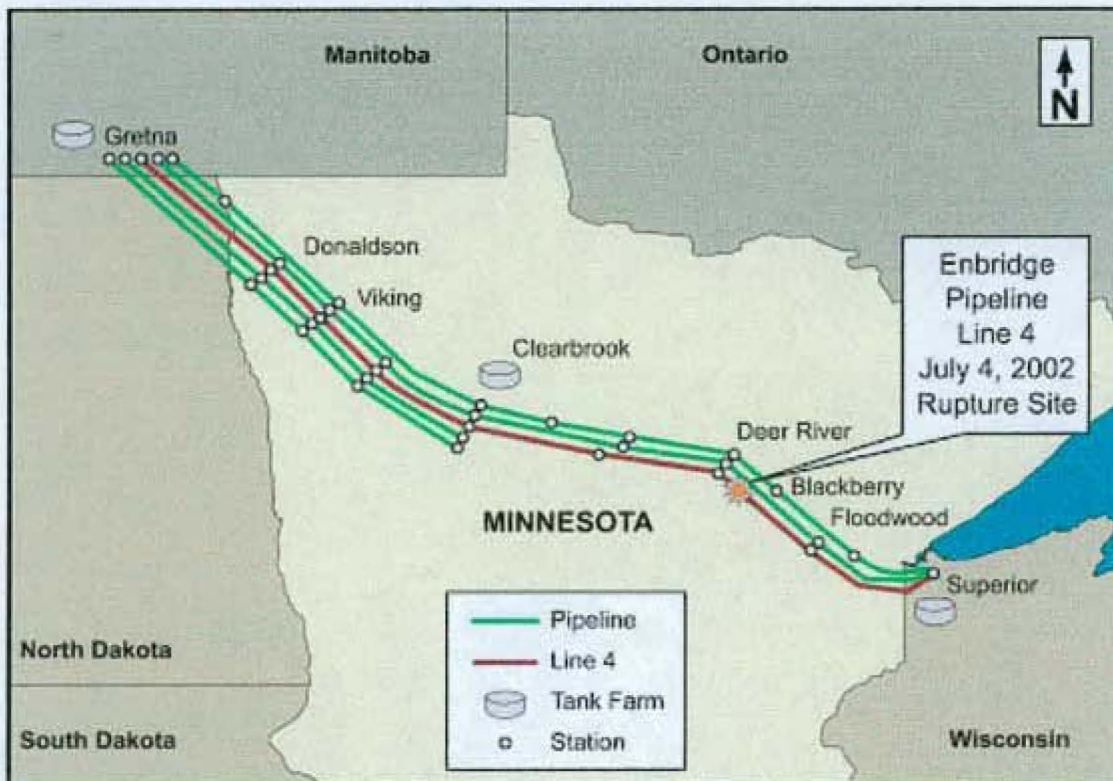 Manitoba
Ontario
N
Gretna
Donaldson
Viking
Clearbrook
Enbridge
Pipeline
Line 4
July 4, 2002
Rupture Site
Deer River
Blackberry
Floodwood
MINNESOTA
Superior
Pipeline
Line 4
Tank Farm
Station
North Dakota
South Dakota
Wisconsin